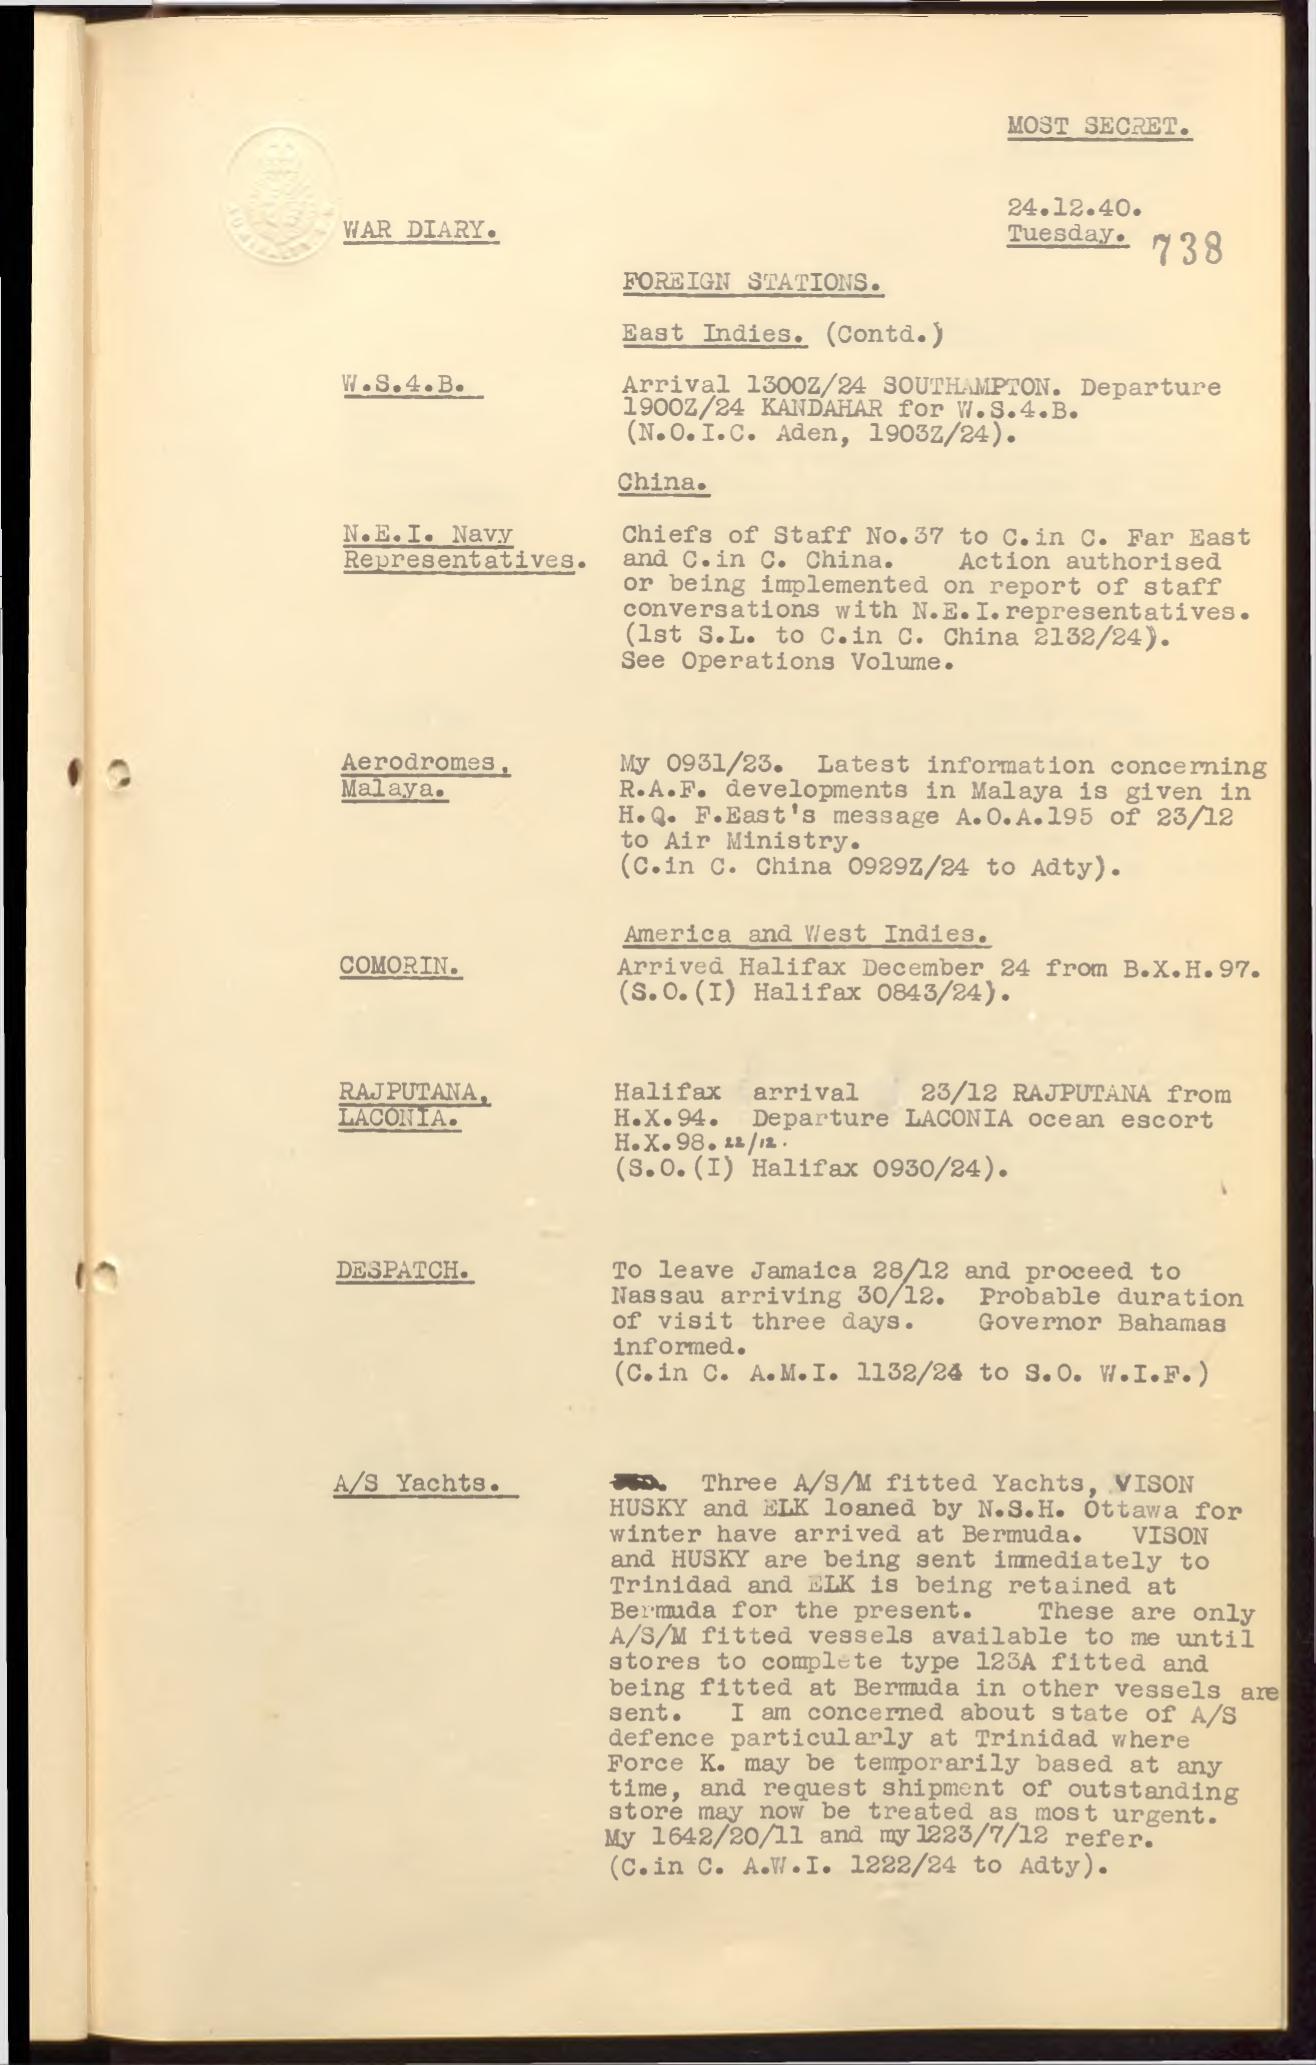 MOST SECRET.
24.12.40.
WAR DIARY.
Tuesday.
738
FOREIGN STATIONS.
East Indies. (Contd.)
W.S.4.B.
Arrival 1300Z/24 SOUTHAMPTON. Departure
1900Z/24 KANDAHAR for W.S.4.B.
(N.O.I.C. Aden, 1903Z/24).
China.
N.E.I. Navy
Representatives.
Chiefs of Staff No.37 to C.in C. Far East
and C.in C. China. Action authorised
or being implemented on report of staff
conversations with N.E.I.representatives.
(1st S.L. to C.in C. China 2132/24).
See Operations Volume.
Aerodromes,
Malaya.
My 0931/23. Latest information concerning
R.A.F. developments in Malaya is given in
H.Q. F.East's message A.O.A.195 of 23/12
to Air Ministry.
(C.in C. China 0929Z/24 to Adty).
America and West Indies.
COMORIN.
Arrived Halifax December 24 from B.X.H.97.
(S.O.(I) Halifax 0843/24).
RAJPUTANA,
LACONIA.
Halifax arrival 23/12 RAJPUTANA from
H.X.94. Departure LACONIA ocean escort
H.X.98. 22/12.
(S.O.(I) Halifax 0930/24).
DESPATCH.
To leave Jamaica 28/12 and proceed to
Nassau arriving 30/12. Probable duration
of visit three days. Governor Bahamas
informed.
(C.in C. A.M.I. 1132/24 to S.O. W.I.F.)
A/S Yachts.
Three A/S/M fitted Yachts, VISON
HUSKY and ELK loaned by N.S.H. Ottawa for
winter have arrived at Bermuda. VISON
and HUSKY are being sent immediately to
Trinidad and ELK is being retained at
Bermuda for the present. These are only
A/S/M fitted vessels available to me until
stores to complete type 123A fitted and
being fitted at Bermuda in other vessels are
sent. I am concerned about state of A/S
defence particularly at Trinidad where
Force K. may be temporarily based at any
time, and request shipment of outstanding
store may now be treated as most urgent.
My 1642/20/11 and my 1223/7/12 refer.
(C.in C. A.W.I. 1222/24 to Adty).